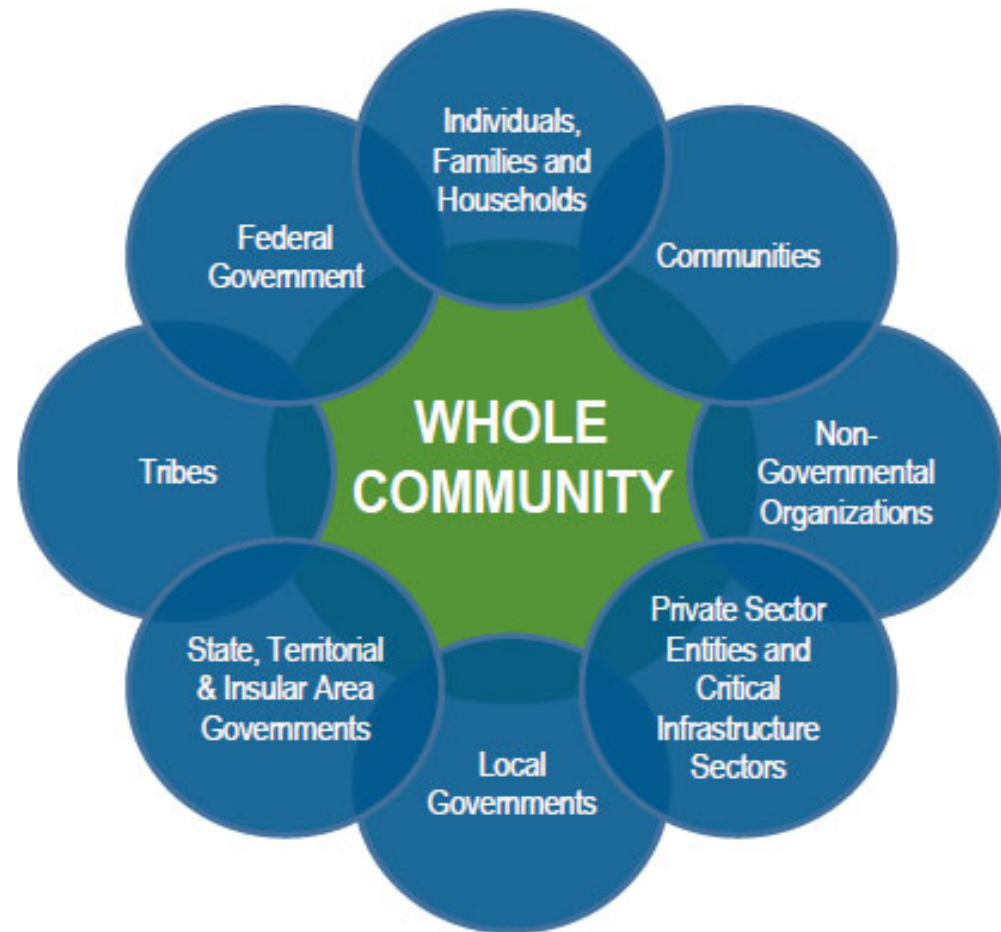 Individuals,
Families and
Households
Communities
Non-
Governmental
Organizations
Private Sector
Entities and
Critical
Infrastructure
Sectors
Local
Governments
State, Territorial
& Insular Area
Governments
Tribes
Federal
Government
WHOLE
COMMUNITY